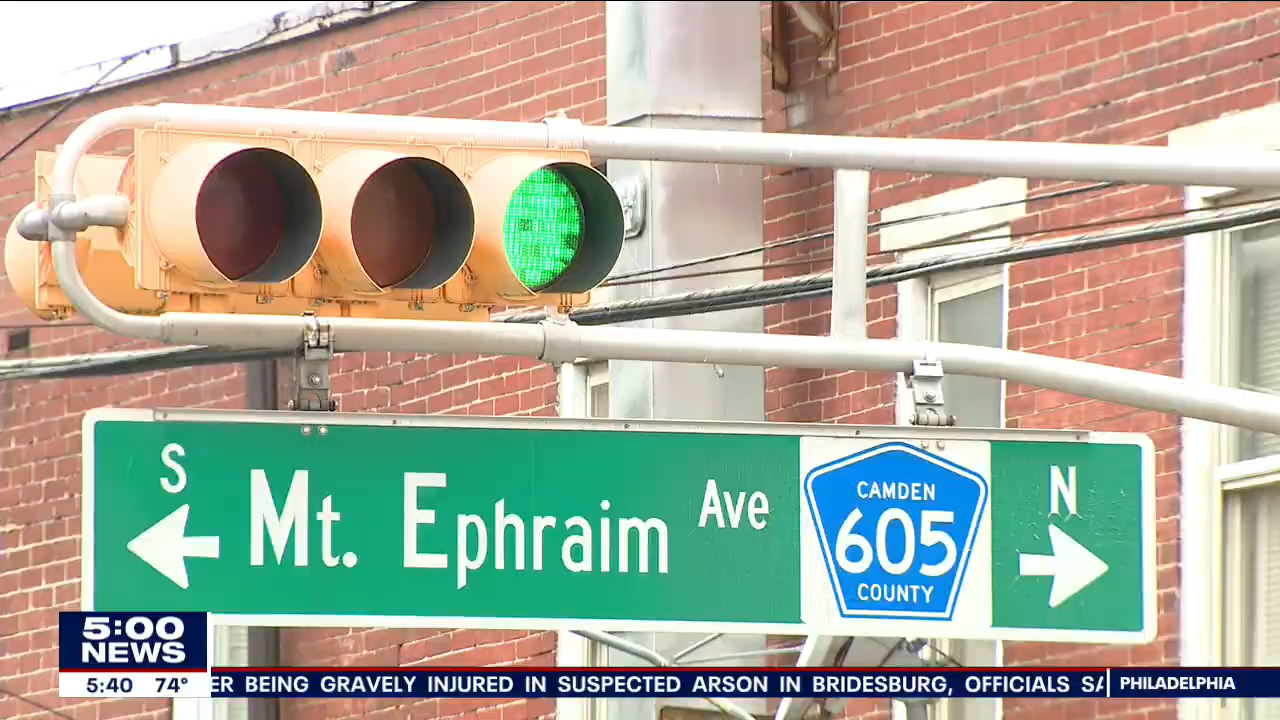 S
N
Mt. Ephraim Ave
CAMDEN
605
COUNTY
5:00
NEWS
5:40 74° ER BEING GRAVELY INJURED IN SUSPECTED ARSON IN BRIDESBURG, OFFICIALS SA PHILADELPHIA